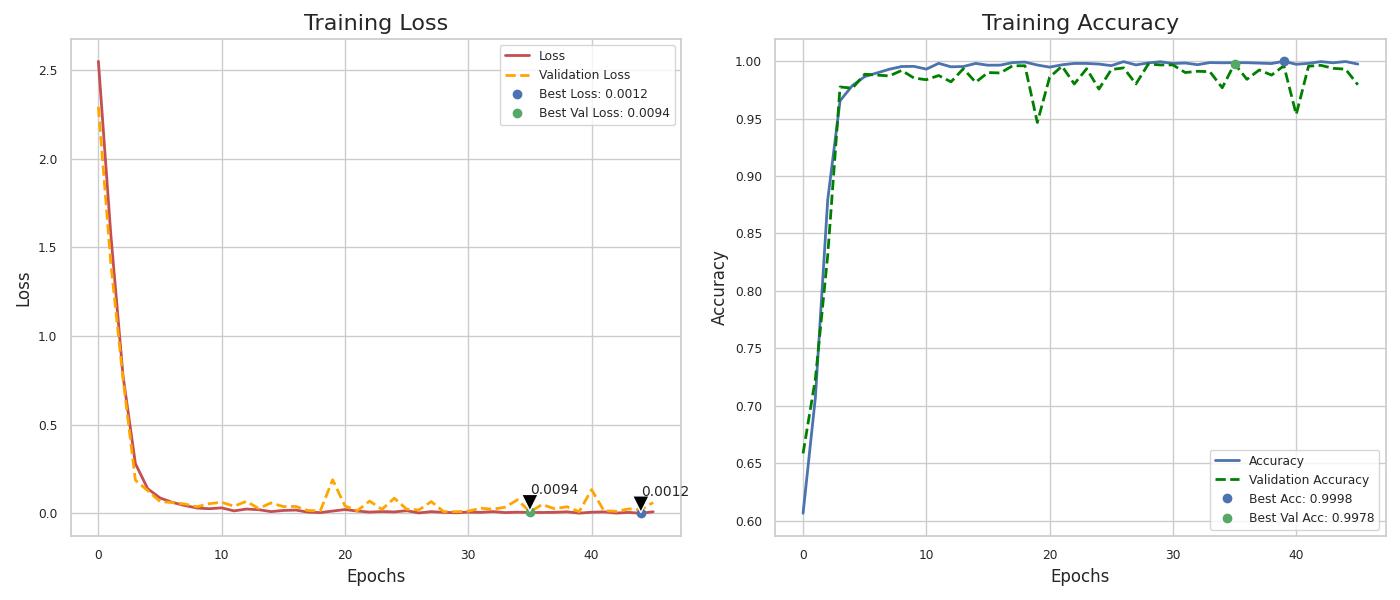 Training Loss
Loss
Validation Loss
Best Loss: 0.0012
Best Val Loss: 0.0094
2.5
2.0
1.5
1.0
0.5
0.0
0.0094
0.0012
0
10
20
30
40
Loss
Epochs
Training Accuracy
1.00
0.95
0.90
0.85
0.80
0.75
0.70
0.65
0.60
Accuracy
Validation Accuracy
Best Acc: 0.9998
Best Val Acc: 0.9978
0
10
20
30
40
Accuracy
Epochs